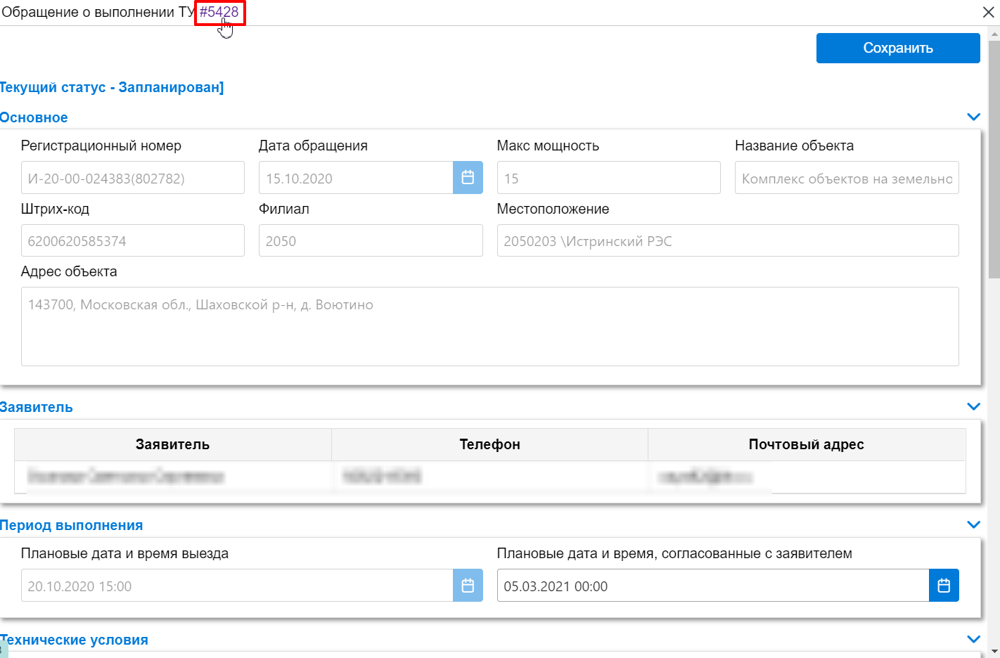 Обращение о выполнении ТУ #5428
Сохранить
Текущий статус - Запланирован]
Основное
Регистрационный номер
Дата обращения
Макс мощность
Название объекта
И-20-00-024383(802782)
15.10.2020
15
Комплекс объектов на земельно
Штрих-код
Филиал
Местоположение
6200620585374
2050
2050203 \Истринский РЭС
Адрес объекта
143700, Московская обл., Шаховской р-н, д. Воютино
Заявитель
Заявитель
Телефон
Почтовый адрес
Период выполнения
Плановые дата и время выезда
Плановые дата и время, согласованные с заявителем
20.10.2020 15:00
05.03.2021 00:00
Технические условия